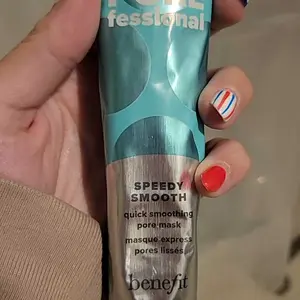 fessional
SPEEDY
SMOOTH
quick smoothing
pore mask
masque express
pores lissés
benefit